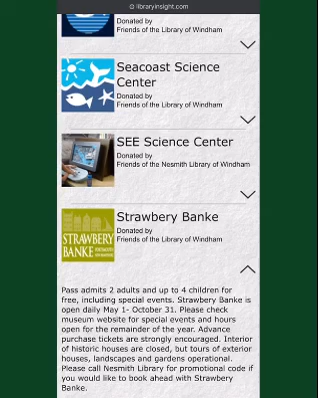 libraryinsight.com
Donated by
Friends of the Library of Windham
Seacoast Science
Center
Donated by
Friends of the Library of Windham
SEE Science Center
Donated by
Friends of the Nesmith Library of Windham
Strawbery Banke
Donated by
Friends of the Library of Windham
STRAWBERY
BANKE
Pass admits 2 adults and up to 4 children for
free, including special events. Strawbery Banke is
open daily May 1- October 31. Please check
museum website for special events and hours
open for the remainder of the year. Advance
purchase tickets are strongly encouraged. Interior
of historic houses are closed, but tours of exterior
houses, landscapes and gardens operational.
Please call Nesmith Library for promotional code if
you would like to book ahead with Strawbery
Banke.